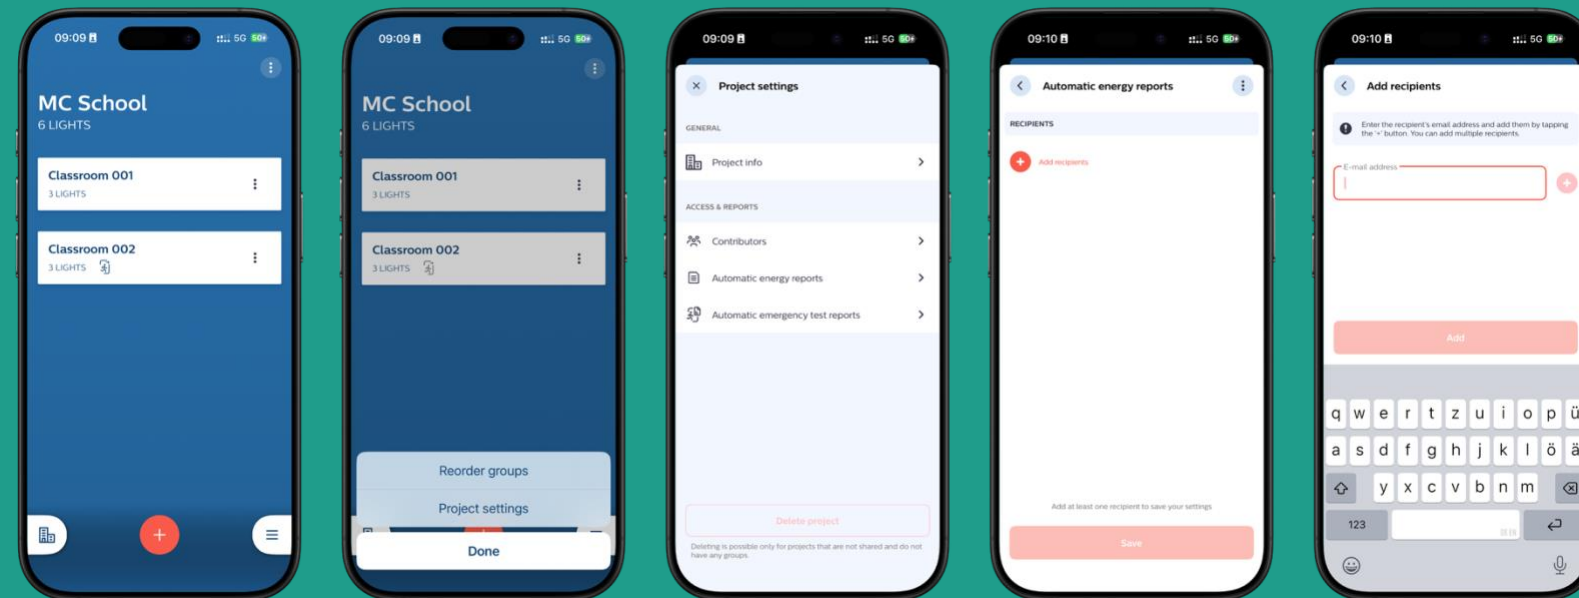 09:09
5G 50+
MC School
6 LIGHTS
Classroom 001
3 LIGHTS
Classroom 002
3 LIGHTS
09:09
5G 50+
MC School
6 LIGHTS
Classroom 001
3 LIGHTS
Classroom 002
3 LIGHTS
Reorder groups
Project settings
Done
09:09
5G 50+
Project settings
GENERAL
Project info
ACCESS & REPORTS
Contributors
Automatic energy reports
Automatic emergency test reports
Delete project
Deleting is possible only for projects that are not shared and do not
have any groups.
09:10
5G 50+
Automatic energy reports
RECIPIENTS
Add recipients
Add at least one recipient to save your settings
Save
09:10
5G 50+
Add recipients
Enter the recipient's email address and add them by tapping
the '+' button. You can add multiple recipients.
E-mail address
Add
q w e r t z u i o p ü
a s d f g h j k l ö ä
y x c v b n m
123